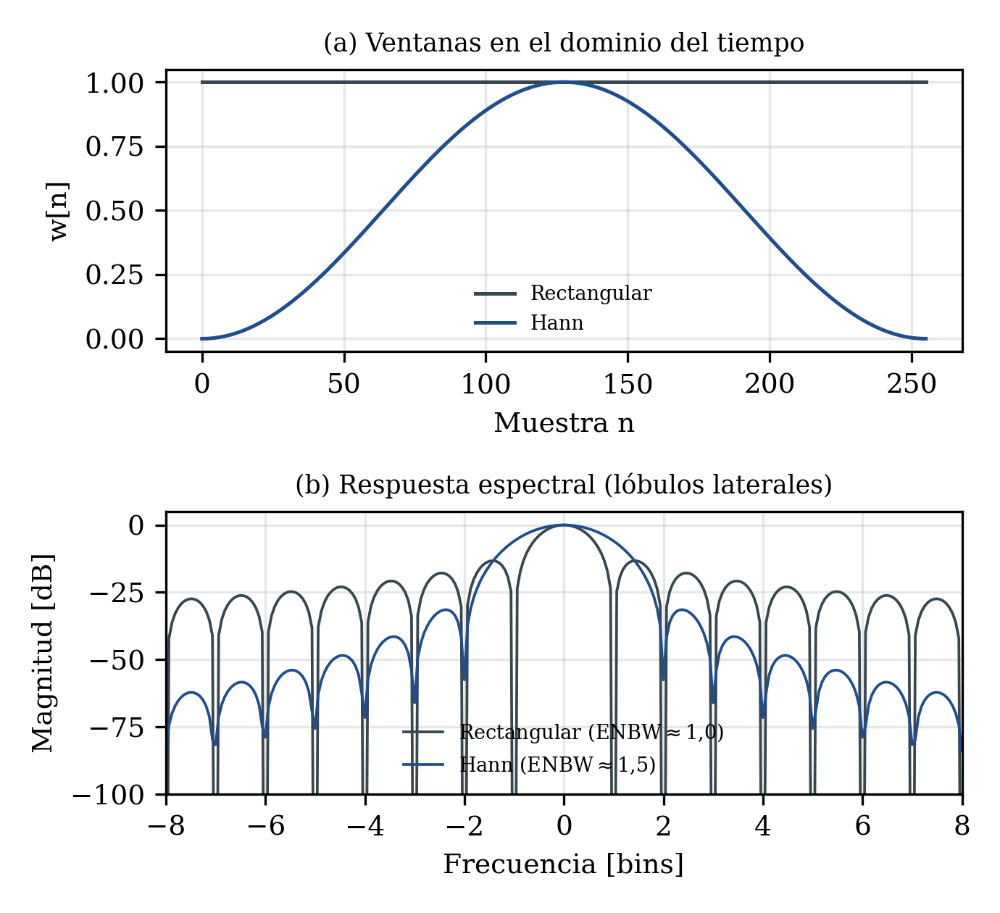 (a) Ventanas en el dominio del tiempo
1.00
0.75
0.50
0.25
0.00
w[n]
Rectangular
Hann
0 50 100 150 200 250
Muestra n
(b) Respuesta espectral (lóbulos laterales)
0
−25
−50
−75
−100
Magnitud [dB]
Rectangular (ENBW ≈ 1,0)
Hann (ENBW ≈ 1,5)
−8 −6 −4 −2 0 2 4 6 8
Frecuencia [bins]